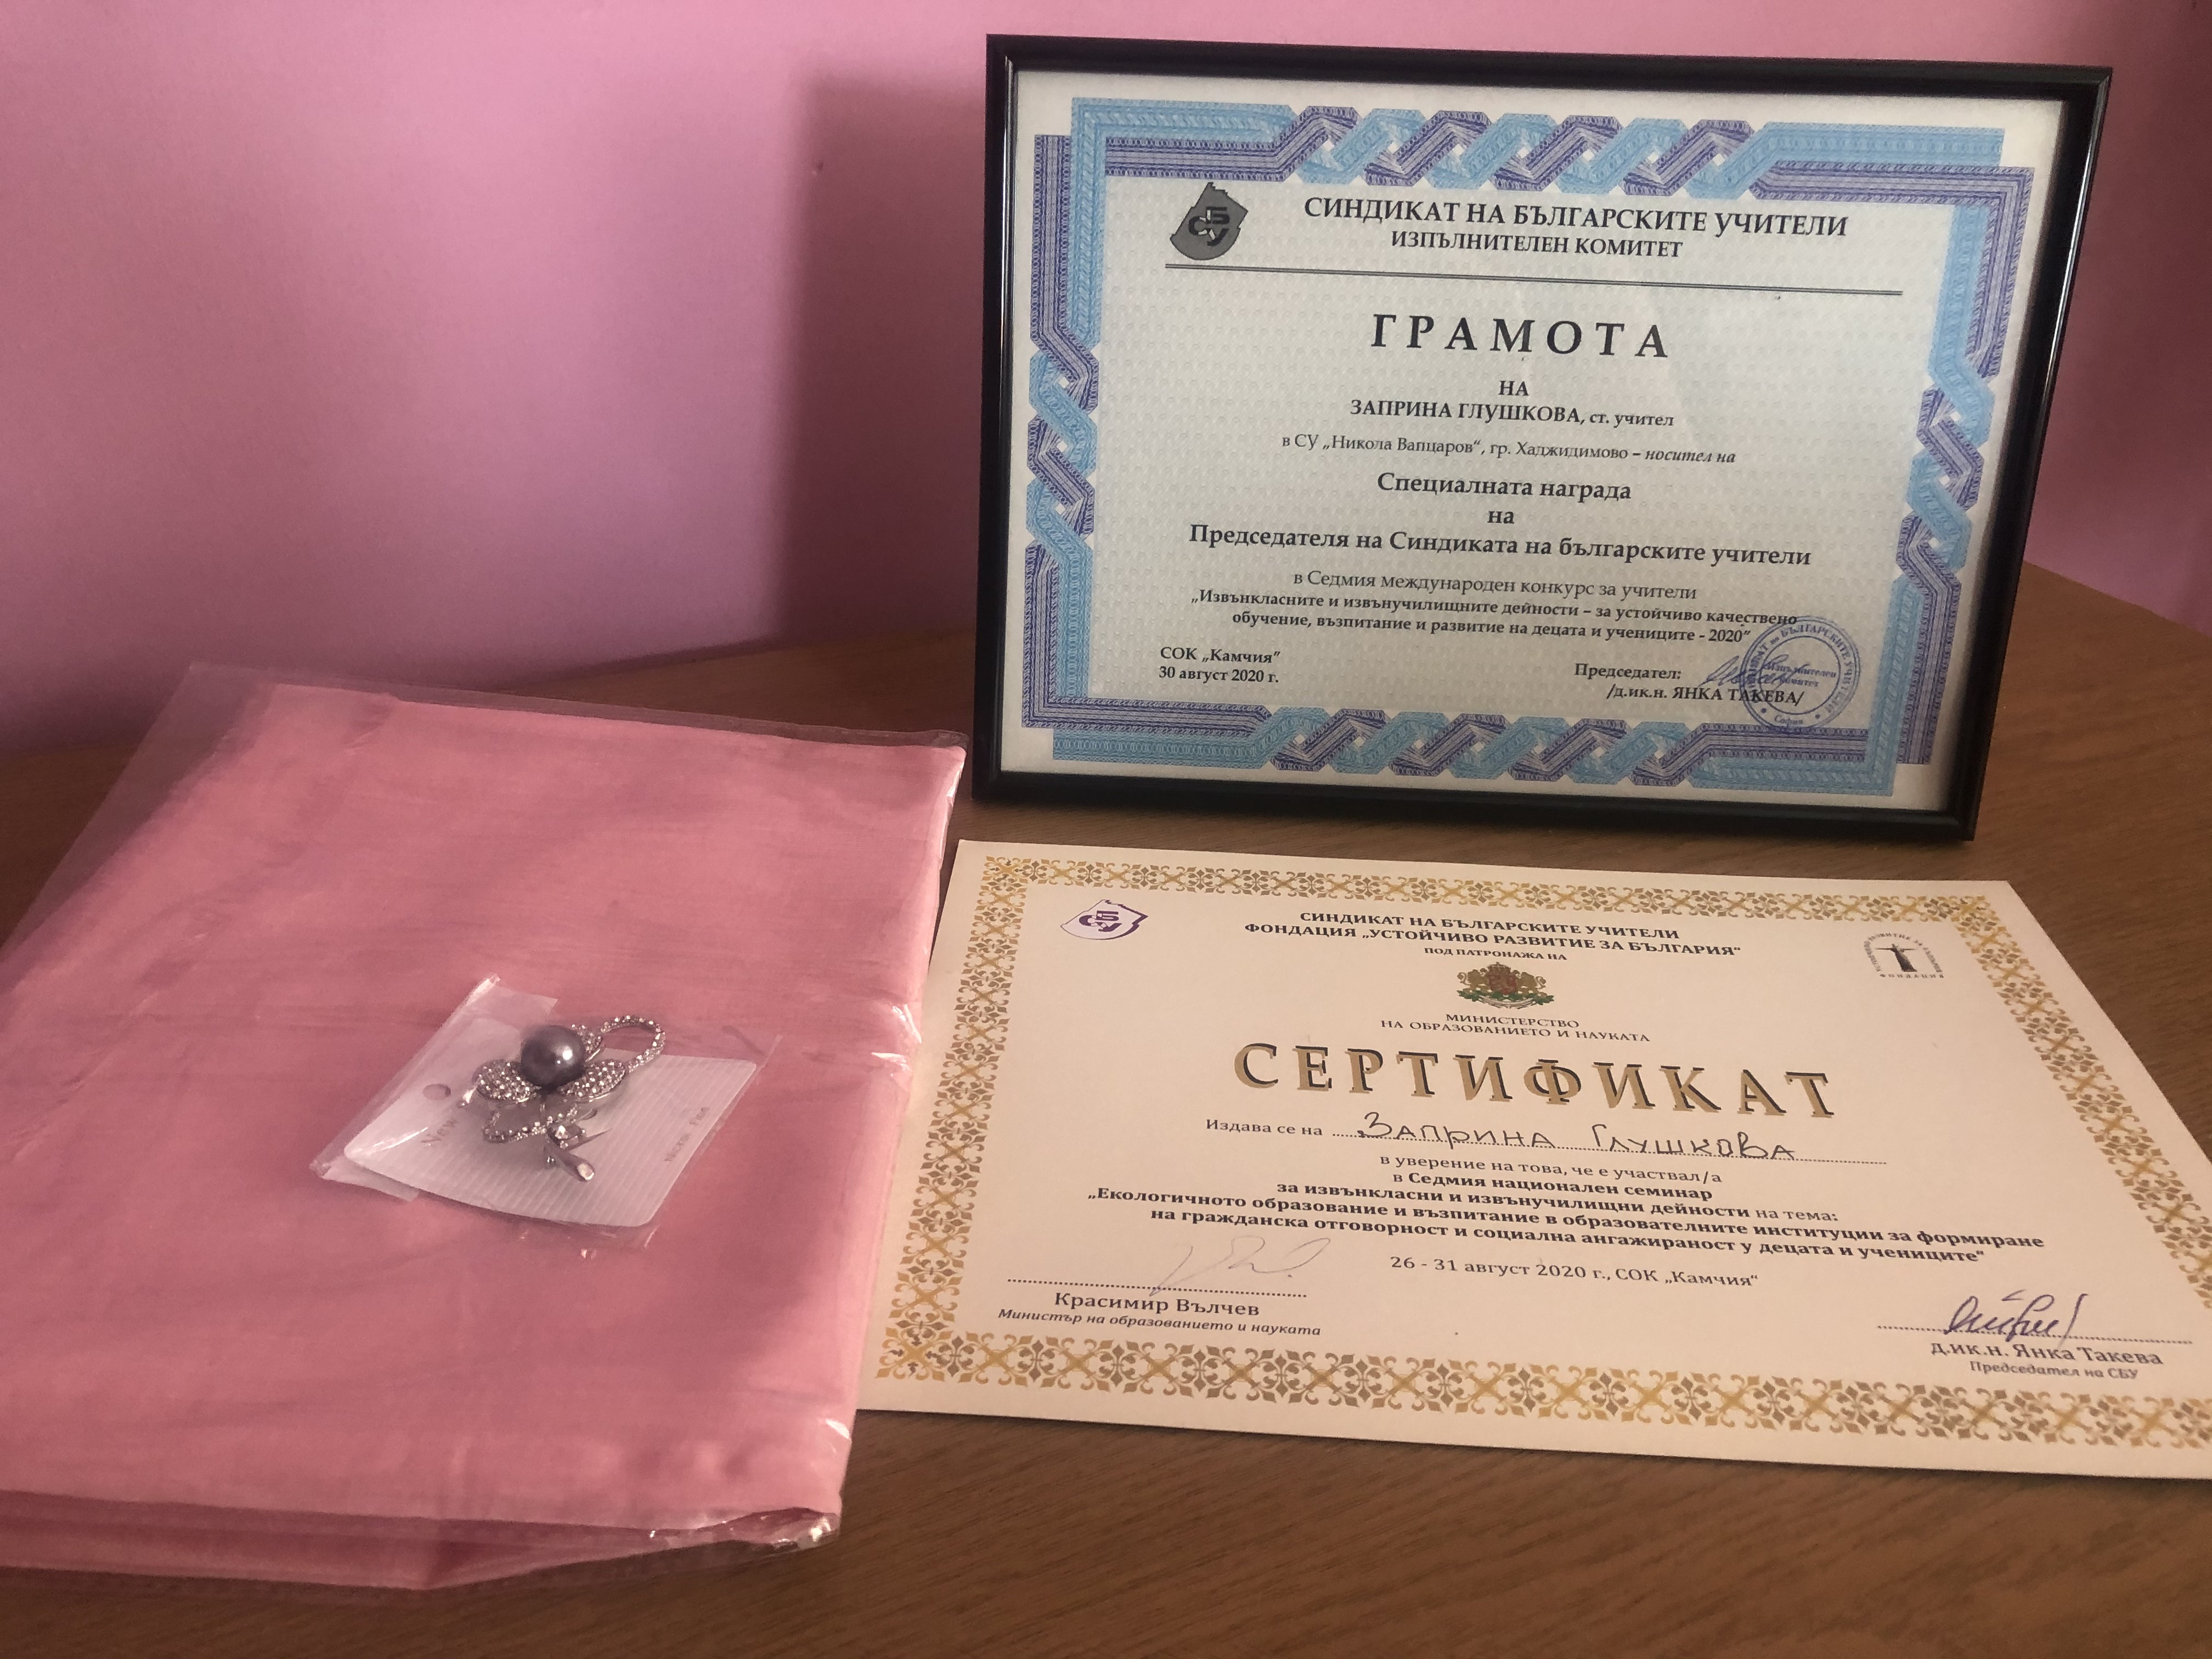 СБУ
СИНДИКАТ НА БЪЛГАРСКИТЕ УЧИТЕЛИ
ИЗПЪЛНИТЕЛЕН КОМИТЕТ
ГРАМОТА
НА
ЗАПРИНА ГЛУШКОВА, ст. учител
в СУ „Никола Вапцаров“, гр. Хаджидимово – носител на
Специалната награда
на
Председателя на Синдиката на българските учители
в Седмия международен конкурс за учители
„Извънкласните и извънучилищните дейности – за устойчиво качествено
обучение, възпитание и развитие на децата и учениците - 2020”
СОК „Камчия”
30 август 2020 г.
Председател:
/д.ик.н. ЯНКА ТАКЕВА/
Изпълнителен
комитет
София
СБУ
СИНДИКАТ НА БЪЛГАРСКИТЕ УЧИТЕЛИ
ФОНДАЦИЯ „УСТОЙЧИВО РАЗВИТИЕ ЗА БЪЛГАРИЯ“
ПОД ПАТРОНАЖА НА
МИНИСТЕРСТВО
НА ОБРАЗОВАНИЕТО И НАУКАТА
СЕРТИФИКАТ
Издава се на ЗАПРИНА ГЛУШКОВА
в уверение на това, че е участвал/а
в Седмия национален семинар
за извънкласни и извънучилищни дейности на тема:
„Екологичното образование и възпитание в образователните институции за формиране
на гражданска отговорност и социална ангажираност у децата и учениците“
26 - 31 август 2020 г., СОК „Камчия“
Красимир Вълчев
Министър на образованието и науката
д.ик.н. Янка Такева
Председател на СБУ